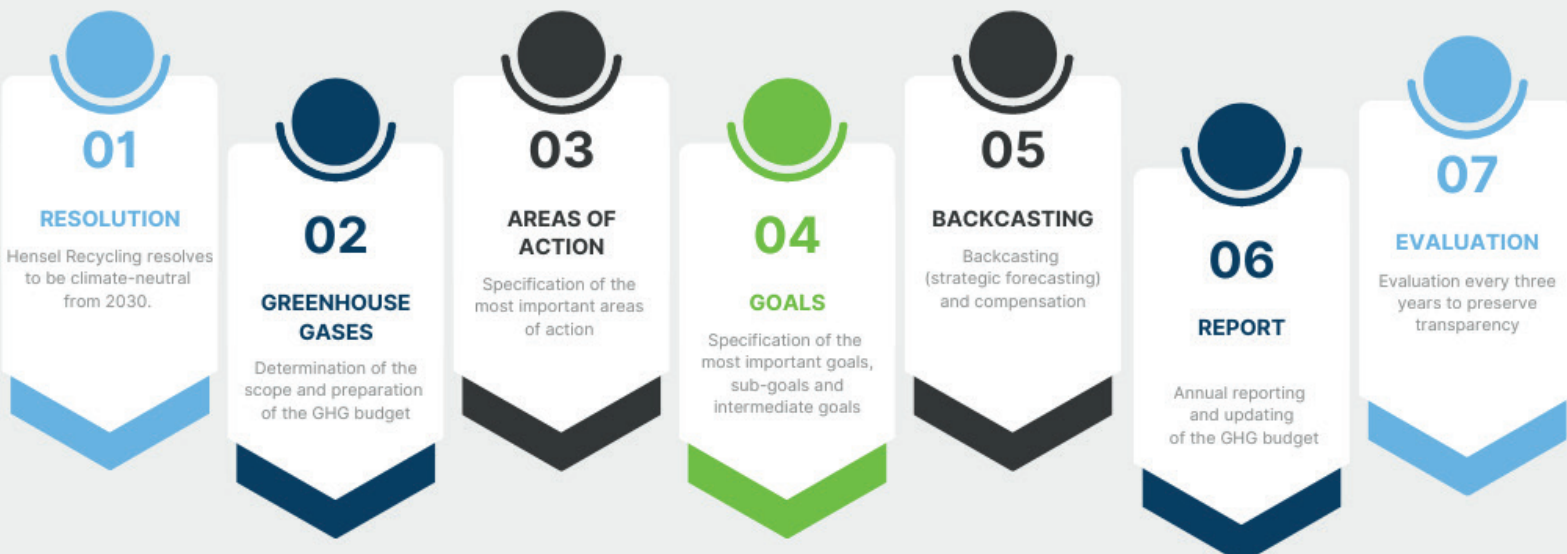 01
RESOLUTION
Hensel Recycling resolves
to be climate-neutral
from 2030.
02
GREENHOUSE
GASES
Determination of the
scope and preparation
of the GHG budget
03
AREAS OF
ACTION
Specification of the
most important areas
of action
04
GOALS
Specification of the
most important goals,
sub-goals and
intermediate goals
05
BACKCASTING
Backcasting
(strategic forecasting)
and compensation
06
REPORT
Annual reporting
and updating
of the GHG budget
07
EVALUATION
Evaluation every three
years to preserve
transparency